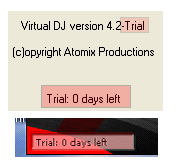 Virtual DJ version 4.2-Trial
(c)opyright Atomix Productions
Trial: 0 days left
Trial: 0 days left